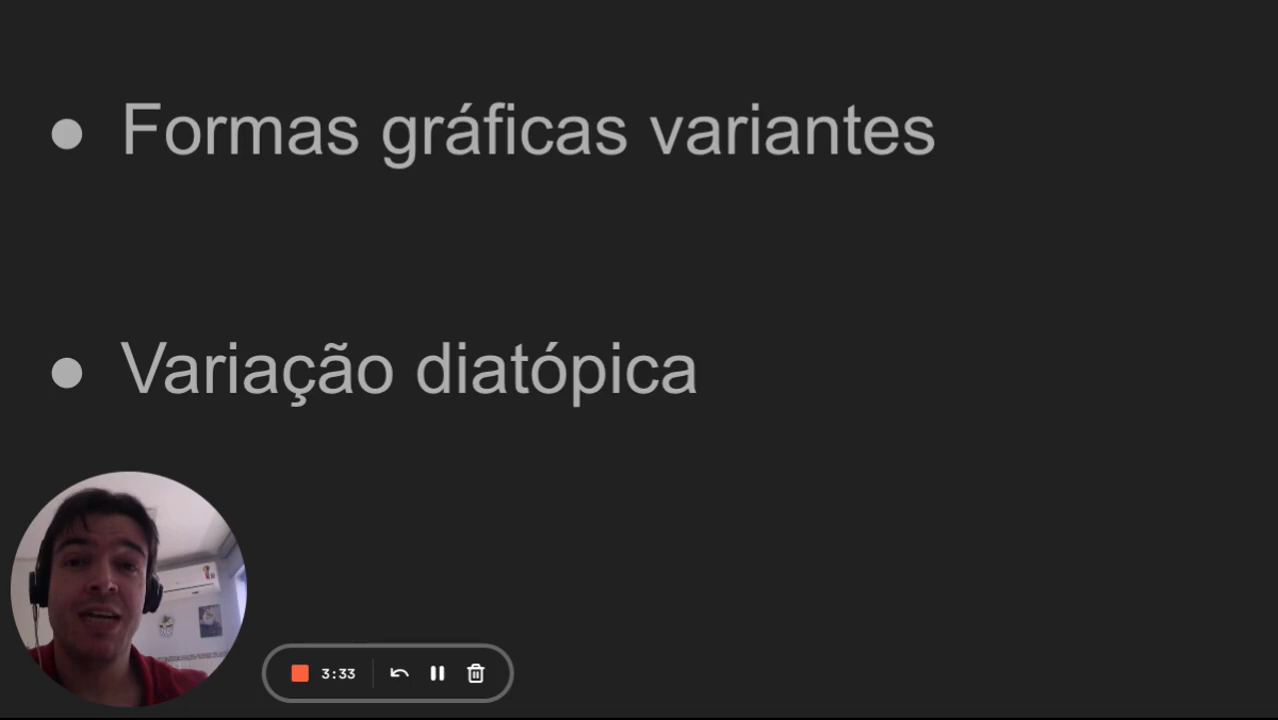 ● Formas gráficas variantes
● Variação diatópica
3:33